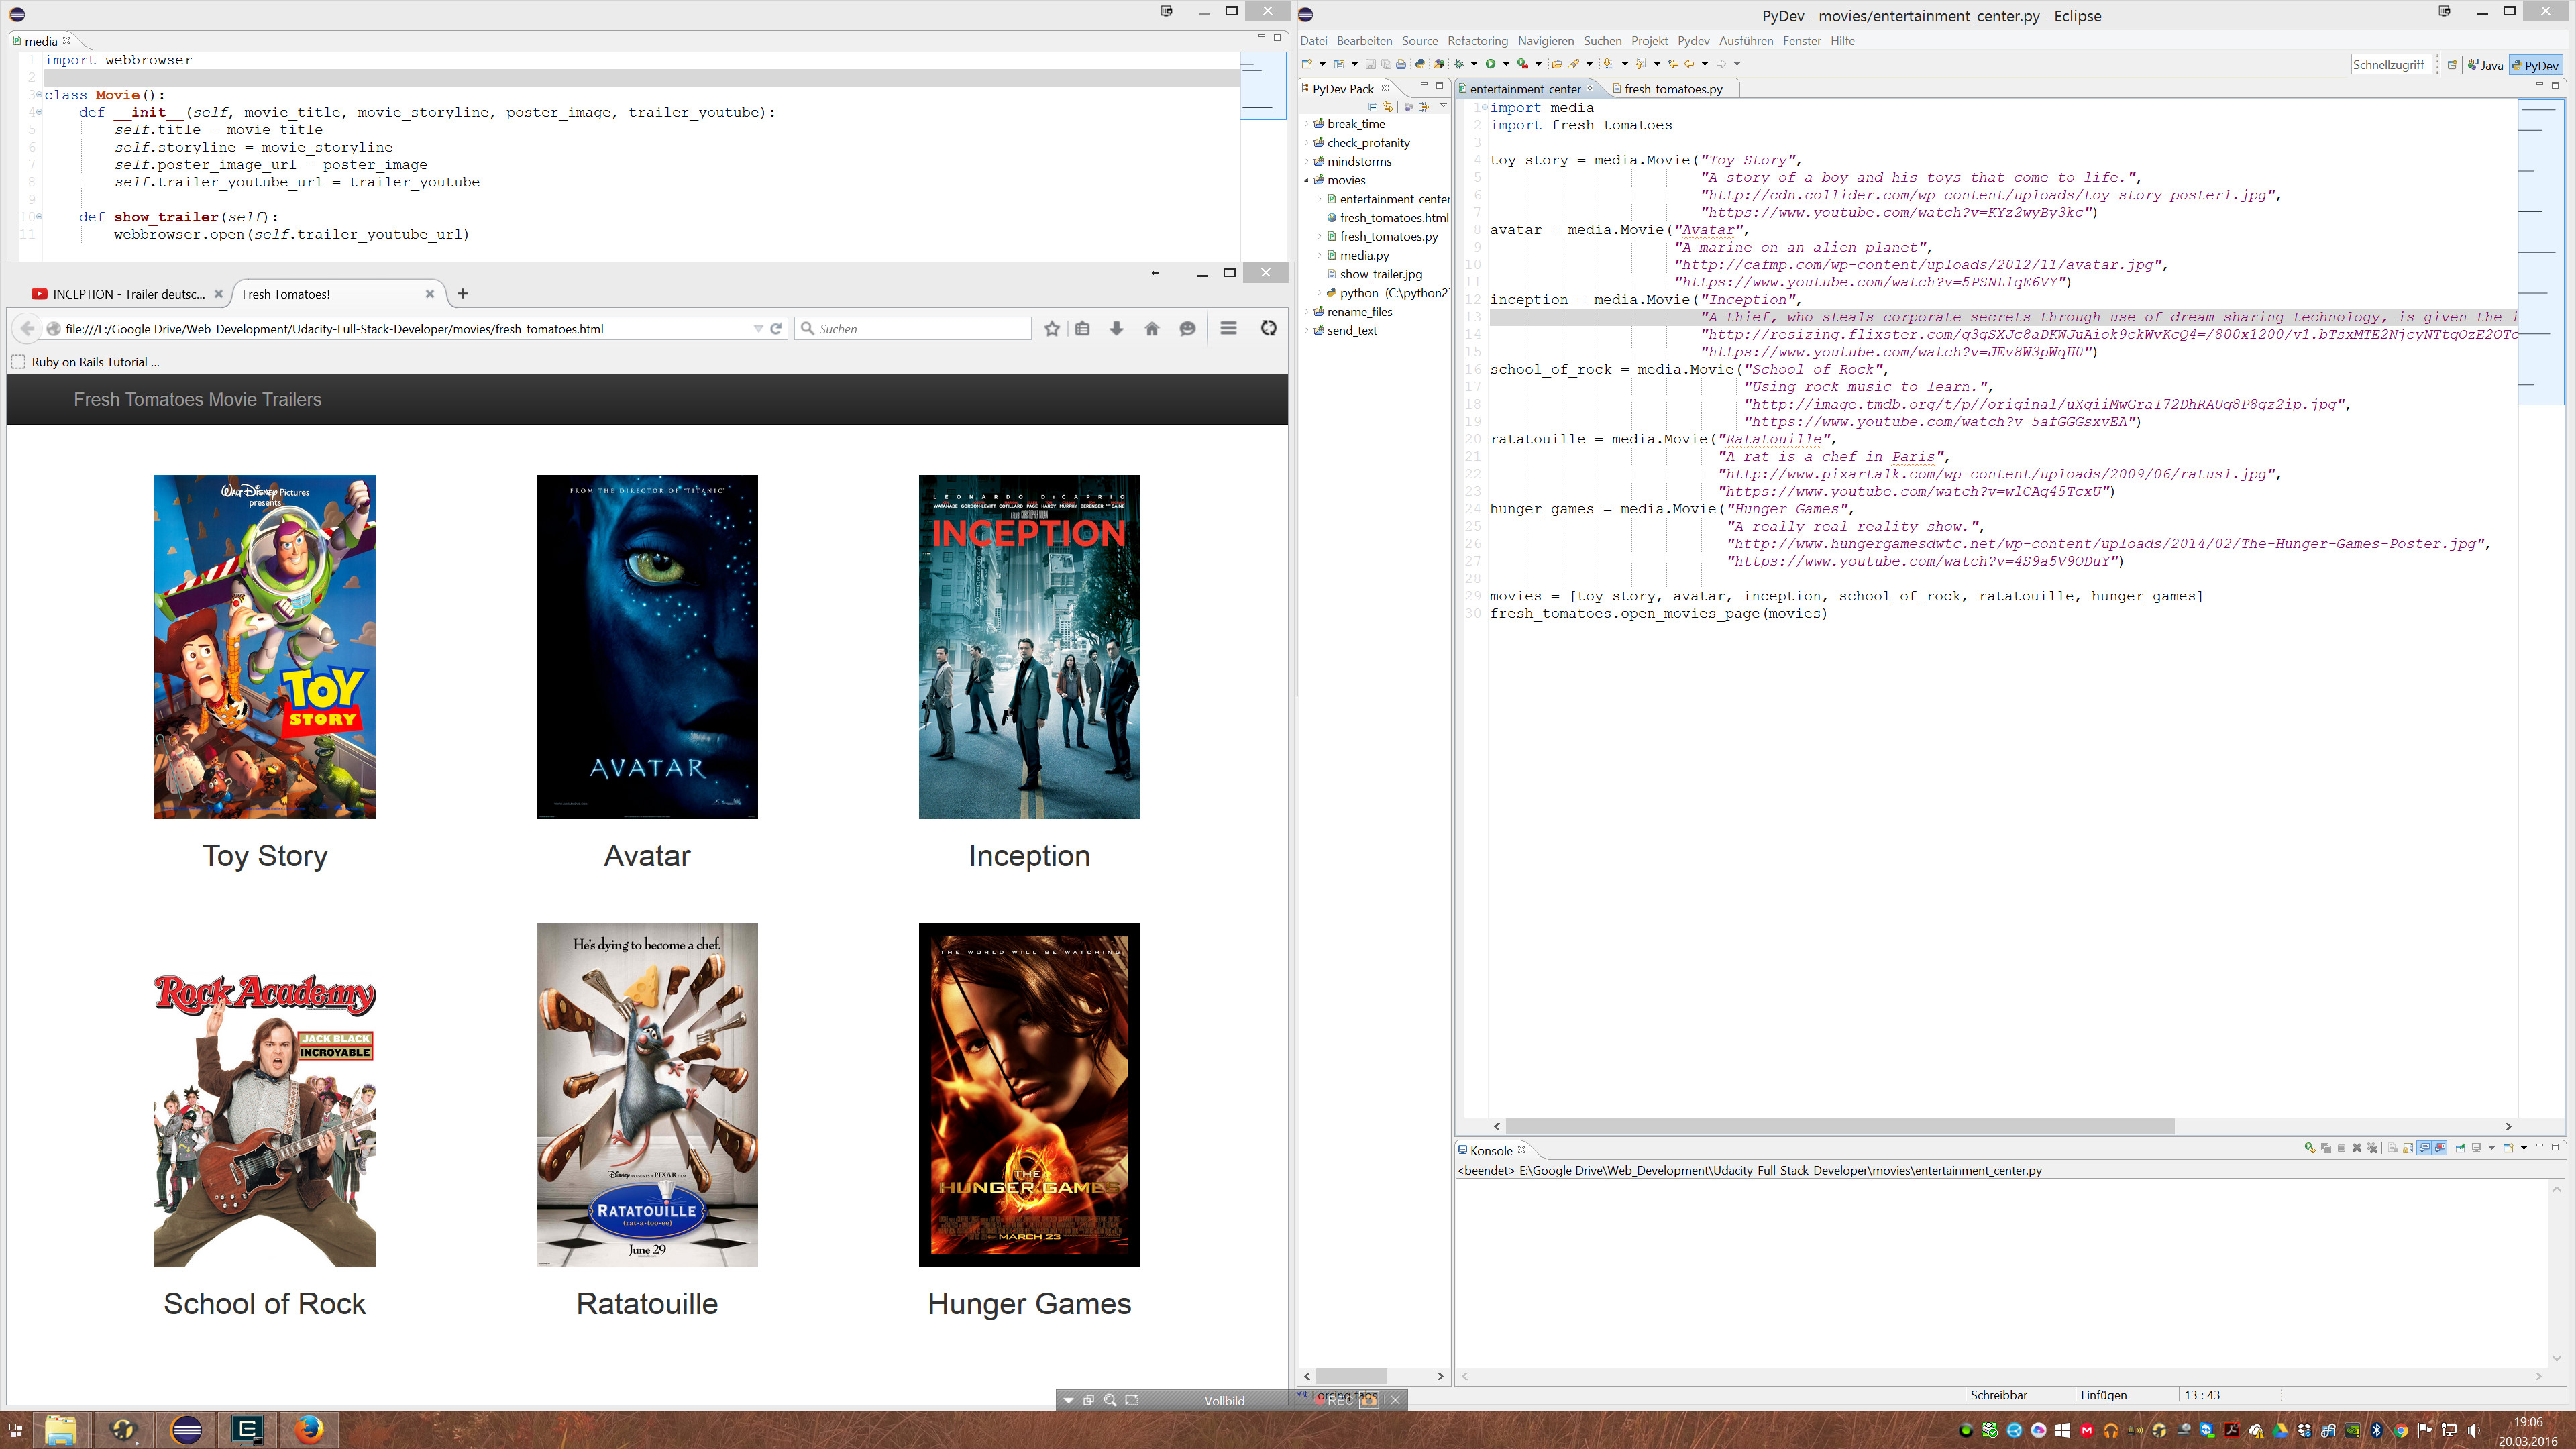 media
1 import webbrowser
2
3 class Movie():
4 def __init__(self, movie_title, movie_storyline, poster_image, trailer_youtube):
5 self.title = movie_title
6 self.storyline = movie_storyline
7 self.poster_image_url = poster_image
8 self.trailer_youtube_url = trailer_youtube
9
10 def show_trailer(self):
11 webbrowser.open(self.trailer_youtube_url)
INCEPTION - Trailer deutsc...
Fresh Tomatoes!
file:///E:/Google Drive/Web_Development/Udacity-Full-Stack-Developer/movies/fresh_tomatoes.html
Suchen
Ruby on Rails Tutorial ...
Fresh Tomatoes Movie Trailers
WALT DISNEY Pictures
presents
TOY
STORY
FROM THE DIRECTOR OF 'TITANIC'
AVATAR
LEONARDO DiCAPRIO
WATANABE GORDON-LEVITT COTILLARD PAGE HARDY MURPHY BERENGER AND CAINE
INCEPTION
Toy Story
Avatar
Inception
Rock Academy
JACK BLACK
INCROYABLE
He's dying to become a chef.
DISNEY PRESENTS A PIXAR FILM
RATATOUILLE
(rat•a•too•ee)
June 29
THE WORLD WILL BE WATCHING
THE
HUNGER GAMES
MARCH 23
School of Rock
Ratatouille
Hunger Games
Vollbild
REC
PyDev - movies/entertainment_center.py - Eclipse
Datei Bearbeiten Source Refactoring Navigieren Suchen Projekt Pydev Ausführen Fenster Hilfe
Schnellzugriff
Java
PyDev
PyDev Pack
break_time
check_profanity
mindstorms
movies
entertainment_center
fresh_tomatoes.html
fresh_tomatoes.py
media.py
show_trailer.jpg
python (C:\python27
rename_files
send_text
entertainment_center
fresh_tomatoes.py
1 import media
2 import fresh_tomatoes
3
4 toy_story = media.Movie("Toy Story",
5 "A story of a boy and his toys that come to life.",
6 "http://cdn.collider.com/wp-content/uploads/toy-story-poster1.jpg",
7 "https://www.youtube.com/watch?v=KYz2wyBy3kc")
8 avatar = media.Movie("Avatar",
9 "A marine on an alien planet",
10 "http://cafmp.com/wp-content/uploads/2012/11/avatar.jpg",
11 "https://www.youtube.com/watch?v=5PSNL1qE6VY")
12 inception = media.Movie("Inception",
13 "A thief, who steals corporate secrets through use of dream-sharing technology, is given the i
14 "http://resizing.flixster.com/q3gSXJc8aDKWJuAiok9ckWvKcQ4=/800x1200/v1.bTsxMTE2NjcyNTtqOzE2OTc
15 "https://www.youtube.com/watch?v=JEv8W3pWqH0")
16 school_of_rock = media.Movie("School of Rock",
17 "Using rock music to learn.",
18 "http://image.tmdb.org/t/p//original/uXqiiMwGraI72DhRAUq8P8gz2ip.jpg",
19 "https://www.youtube.com/watch?v=5afGGGsxvEA")
20 ratatouille = media.Movie("Ratatouille",
21 "A rat is a chef in Paris",
22 "http://www.pixartalk.com/wp-content/uploads/2009/06/ratus1.jpg",
23 "https://www.youtube.com/watch?v=wlCAq45TcxU")
24 hunger_games = media.Movie("Hunger Games",
25 "A really real reality show.",
26 "http://www.hungergamesdwtc.net/wp-content/uploads/2014/02/The-Hunger-Games-Poster.jpg",
27 "https://www.youtube.com/watch?v=4S9a5V9ODuY")
28
29 movies = [toy_story, avatar, inception, school_of_rock, ratatouille, hunger_games]
30 fresh_tomatoes.open_movies_page(movies)
Konsole
<beendet> E:\Google Drive\Web_Development\Udacity-Full-Stack-Developer\movies\entertainment_center.py
Forcing tabs
Schreibbar
Einfügen
13 : 43
19:06
20.03.2016